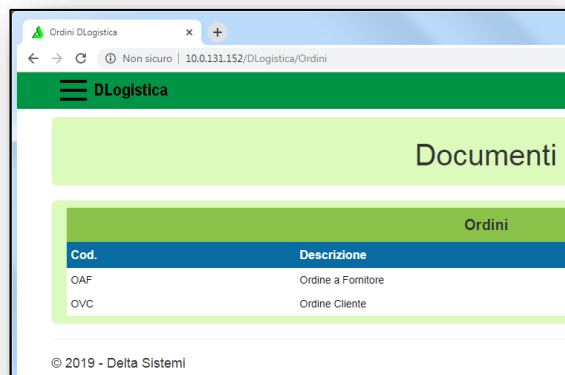 Ordini DLogistica
Non sicuro | 10.0.131.152/DLogistica/Ordini
DLogistica
Documenti
Ordini
Cod. Descrizione
OAF Ordine a Fornitore
OVC Ordine Cliente
© 2019 - Delta Sistemi